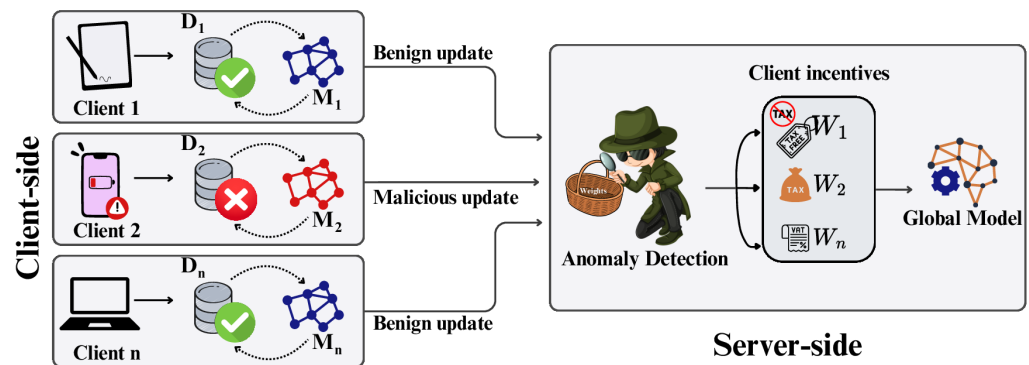 Client-side
D1
M1
Client 1
Benign update
D2
M2
Client 2
Malicious update
Dn
Mn
Client n
Benign update
Weights
Anomaly Detection
Client incentives
TAX
TAX
FREE
W1
TAX
W2
VAT
%
Wn
Global Model
Server-side